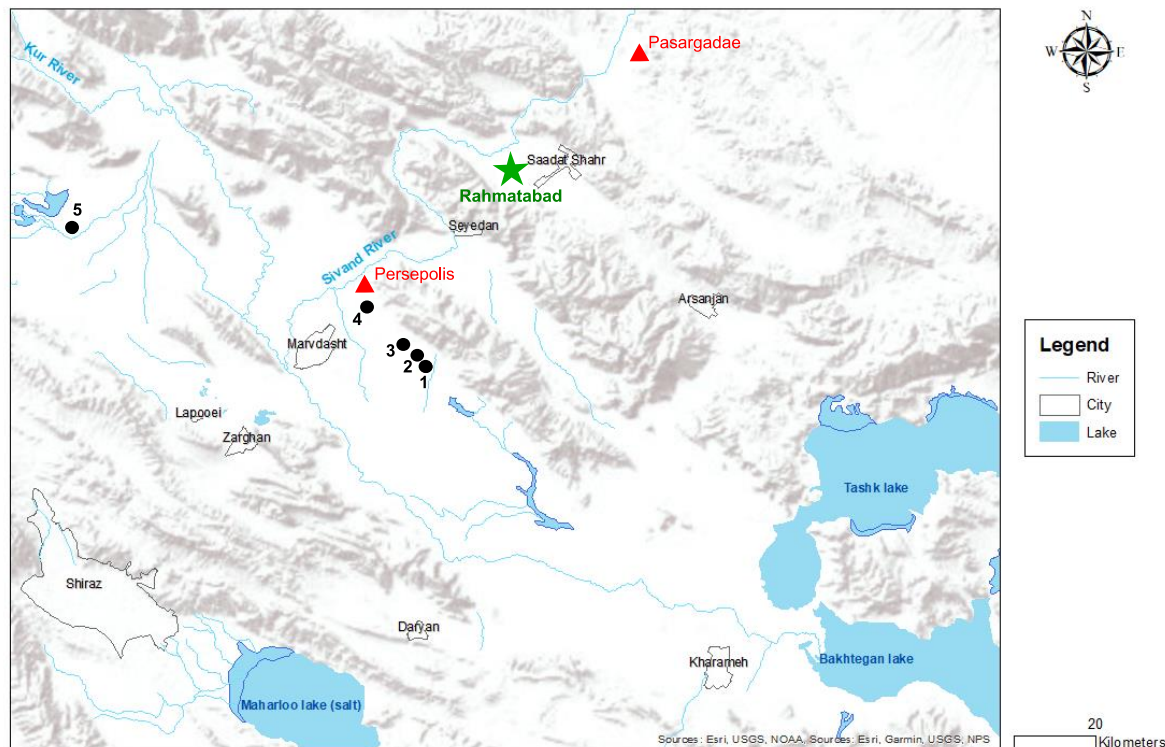 N
W E
S
Pasargadae
Kur River
Saadat Shahr
Rahmatabad
5
Seyedan
Sivand River
Persepolis
Arsanjan
4
Marvdasht
3
2
1
Legend
River
City
Lake
Lapooei
Zarghan
Tashk lake
Shiraz
Daryan
Kharameh
Bakhtegan lake
Maharloo lake (salt)
20
Kilometers
Sources: Esri, USGS, NOAA, Sources: Esri, Garmin, USGS, NPS